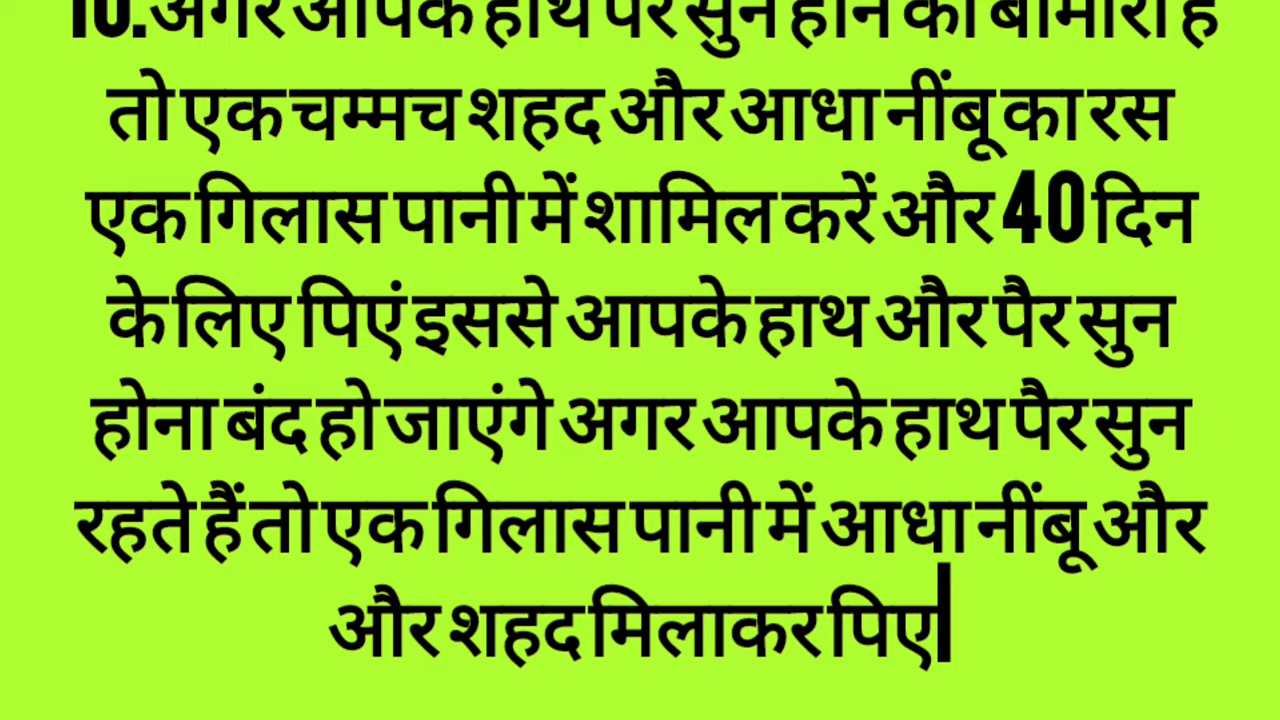 10.अगर आपके हाथ पैर सुन होने की बीमारी है
तो एक चम्मच शहद और आधा नींबू का रस
एक गिलास पानी में शामिल करें और 40 दिन
के लिए पिएं इससे आपके हाथ और पैर सुन
होना बंद हो जाएंगे अगर आपके हाथ पैर सुन
रहते हैं तो एक गिलास पानी में आधा नींबू और
और शहद मिलाकर पिए